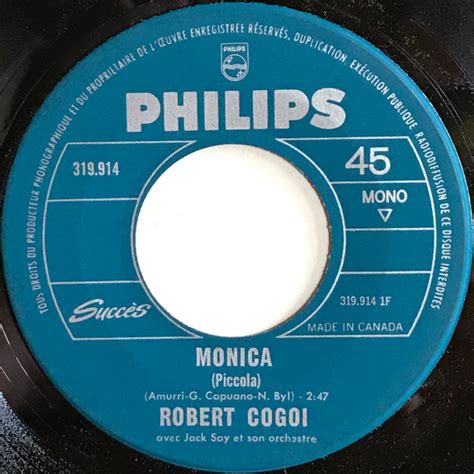 TOUS DROITS DU PRODUCTEUR PHONOGRAPHIQUE ET DU PROPRIETAIRE DE L'ŒUVRE ENREGISTREE RÉSERVÉS. DUPLICATION, EXÉCUTION PUBLIQUE, RADIODIFFUSION DE CE DISQUE INTERDITES
PHILIPS
PHILIPS
319.914
45
MONO
Succès
319.914 1F
MADE IN CANADA
MONICA
(Piccola)
(Amurri-G. Capuano-N. Byl) - 2:47
ROBERT COGOI
avec Jack Say et son orchestre